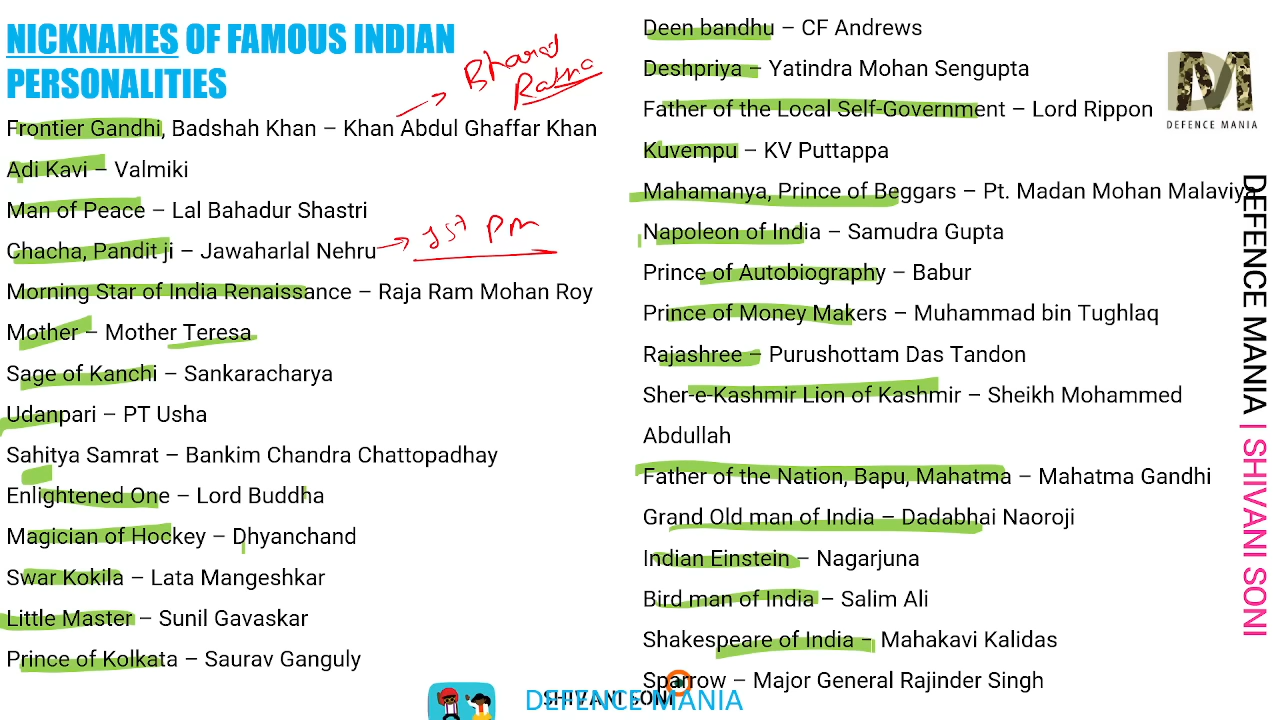 NICKNAMES OF FAMOUS INDIAN
PERSONALITIES
Bharat
Ratna
Frontier Gandhi, Badshah Khan – Khan Abdul Ghaffar Khan
Adi Kavi – Valmiki
Man of Peace – Lal Bahadur Shastri
Chacha, Pandit ji – Jawaharlal Nehru → 1st PM
Morning Star of India Renaissance – Raja Ram Mohan Roy
Mother – Mother Teresa
Sage of Kanchi – Sankaracharya
Udanpari – PT Usha
Sahitya Samrat – Bankim Chandra Chattopadhay
Enlightened One – Lord Buddha
Magician of Hockey – Dhyanchand
Swar Kokila – Lata Mangeshkar
Little Master – Sunil Gavaskar
Prince of Kolkata – Saurav Ganguly
Deen bandhu – CF Andrews
Deshpriya – Yatindra Mohan Sengupta
Father of the Local Self-Government – Lord Rippon
Kuvempu – KV Puttappa
Mahamanya, Prince of Beggars – Pt. Madan Mohan Malaviya
Napoleon of India – Samudra Gupta
Prince of Autobiography – Babur
Prince of Money Makers – Muhammad bin Tughlaq
Rajashree – Purushottam Das Tandon
Sher-e-Kashmir Lion of Kashmir – Sheikh Mohammed
Abdullah
Father of the Nation, Bapu, Mahatma – Mahatma Gandhi
Grand Old man of India – Dadabhai Naoroji
Indian Einstein – Nagarjuna
Bird man of India – Salim Ali
Shakespeare of India – Mahakavi Kalidas
Sparrow – Major General Rajinder Singh
SHIVANI SONI
DEFENCE MANIA
DM
DEFENCE MANIA
DEFENCE MANIA | SHIVANI SONI